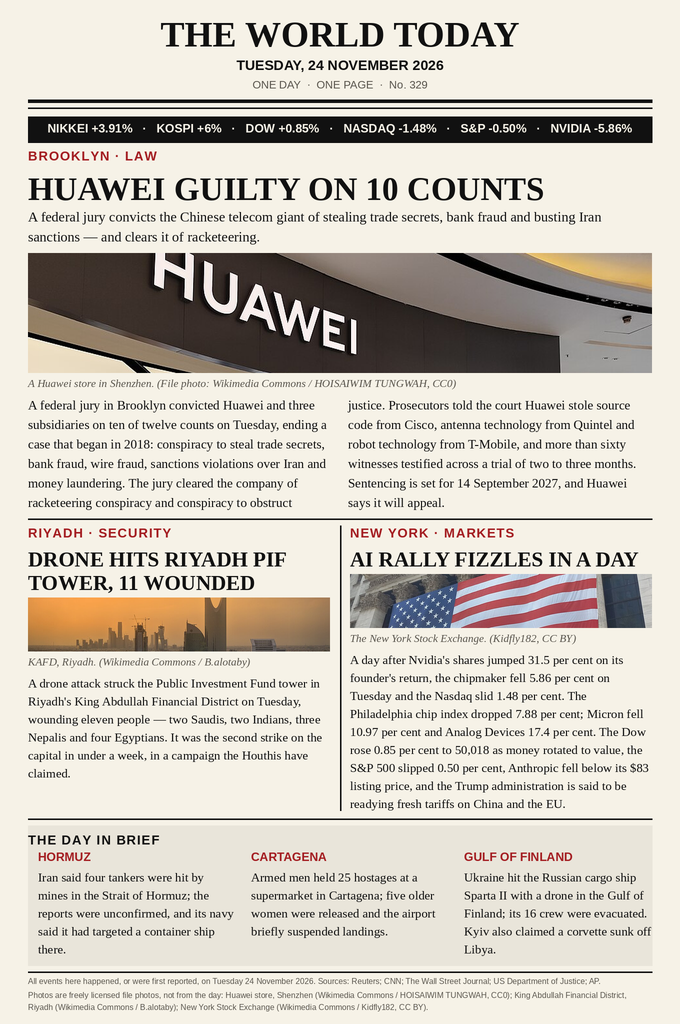 THE WORLD TODAY
TUESDAY, 24 NOVEMBER 2026
ONE DAY · ONE PAGE · No. 329
NIKKEI +3.91% · KOSPI +6% · DOW +0.85% · NASDAQ -1.48% · S&P -0.50% · NVIDIA -5.86%
BROOKLYN · LAW
HUAWEI GUILTY ON 10 COUNTS
A federal jury convicts the Chinese telecom giant of stealing trade secrets, bank fraud and busting Iran
sanctions — and clears it of racketeering.
HUAWEI
A Huawei store in Shenzhen. (File photo: Wikimedia Commons / HOISAIWIM TUNGWAH, CC0)
A federal jury in Brooklyn convicted Huawei and three
subsidiaries on ten of twelve counts on Tuesday, ending a
case that began in 2018: conspiracy to steal trade secrets,
bank fraud, wire fraud, sanctions violations over Iran and
money laundering. The jury cleared the company of
racketeering conspiracy and conspiracy to obstruct
justice. Prosecutors told the court Huawei stole source
code from Cisco, antenna technology from Quintel and
robot technology from T-Mobile, and more than sixty
witnesses testified across a trial of two to three months.
Sentencing is set for 14 September 2027, and Huawei
says it will appeal.
RIYADH · SECURITY
DRONE HITS RIYADH PIF
TOWER, 11 WOUNDED
KAFD, Riyadh. (Wikimedia Commons / B.alotaby)
A drone attack struck the Public Investment Fund tower in
Riyadh's King Abdullah Financial District on Tuesday,
wounding eleven people — two Saudis, two Indians, three
Nepalis and four Egyptians. It was the second strike on the
capital in under a week, in a campaign the Houthis have
claimed.
NEW YORK · MARKETS
AI RALLY FIZZLES IN A DAY
The New York Stock Exchange. (Kidfly182, CC BY)
A day after Nvidia's shares jumped 31.5 per cent on its
founder's return, the chipmaker fell 5.86 per cent on
Tuesday and the Nasdaq slid 1.48 per cent. The
Philadelphia chip index dropped 7.88 per cent; Micron fell
10.97 per cent and Analog Devices 17.4 per cent. The Dow
rose 0.85 per cent to 50,018 as money rotated to value, the
S&P 500 slipped 0.50 per cent, Anthropic fell below its $83
listing price, and the Trump administration is said to be
readying fresh tariffs on China and the EU.
THE DAY IN BRIEF
HORMUZ
Iran said four tankers were hit by
mines in the Strait of Hormuz; the
reports were unconfirmed, and its navy
said it had targeted a container ship
there.
CARTAGENA
Armed men held 25 hostages at a
supermarket in Cartagena; five older
women were released and the airport
briefly suspended landings.
GULF OF FINLAND
Ukraine hit the Russian cargo ship
Sparta II with a drone in the Gulf of
Finland; its 16 crew were evacuated.
Kyiv also claimed a corvette sunk off
Libya.
All events here happened, or were first reported, on Tuesday 24 November 2026. Sources: Reuters; CNN; The Wall Street Journal; US Department of Justice; AP.
Photos are freely licensed file photos, not from the day: Huawei store, Shenzhen (Wikimedia Commons / HOISAIWIM TUNGWAH, CC0); King Abdullah Financial District,
Riyadh (Wikimedia Commons / B.alotaby); New York Stock Exchange (Wikimedia Commons / Kidfly182, CC BY).